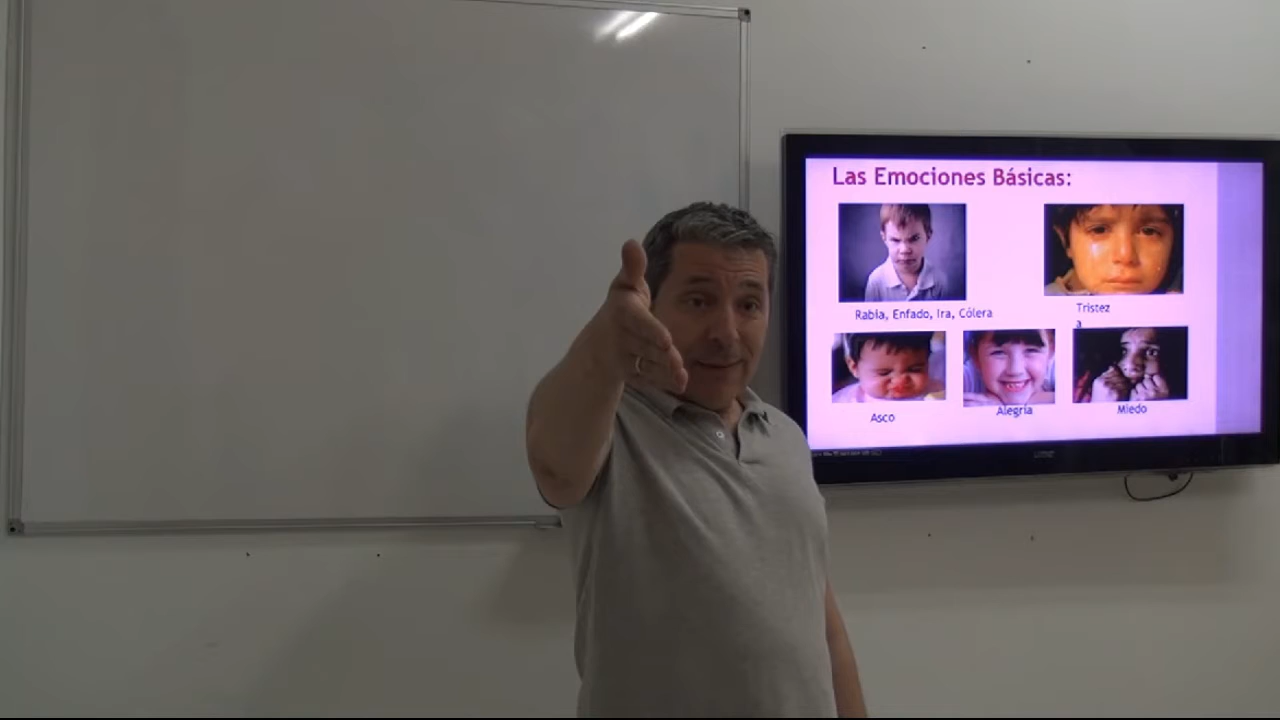 Las Emociones Básicas:
Rabia, Enfado, Ira, Cólera
Tristez
a
Asco
Alegría
Miedo